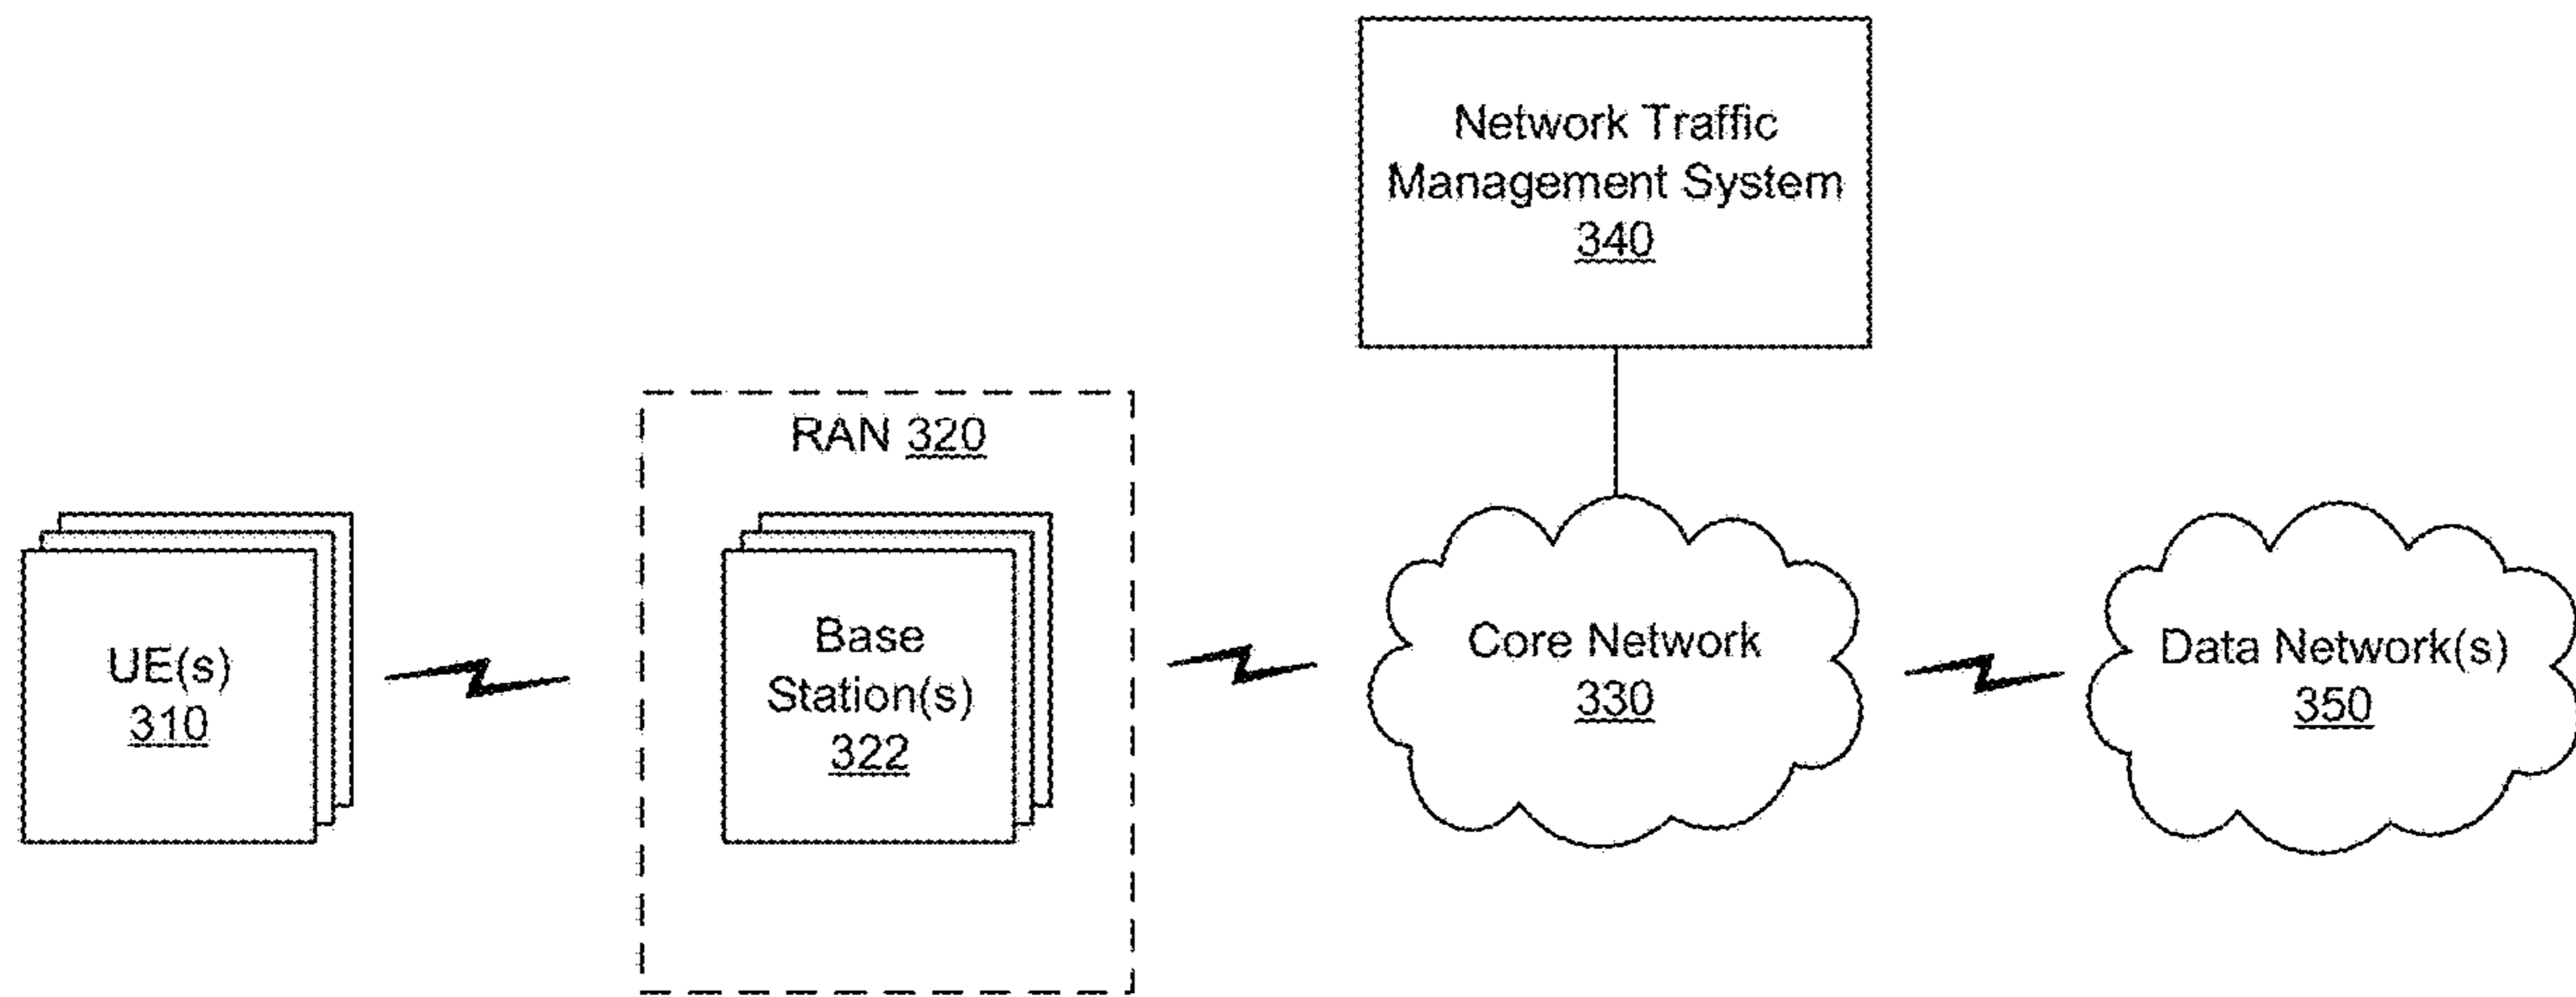 Network Traffic
Management System
340
RAN 320
UE(s)
310
Base
Station(s)
322
Core Network
330
Data Network(s)
350